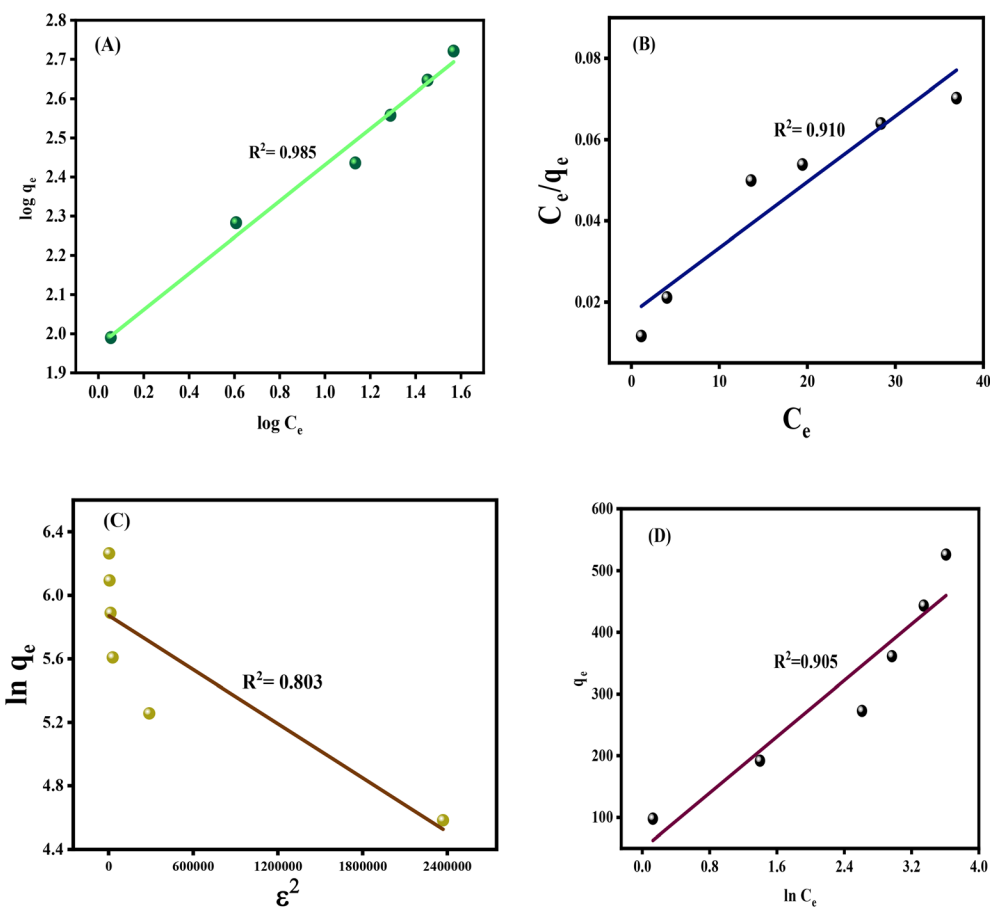 (A)
2.8
2.7
2.6
2.5
2.4
2.3
2.2
2.1
2.0
1.9
log qₑ
R²= 0.985
0.0 0.2 0.4 0.6 0.8 1.0 1.2 1.4 1.6
log Cₑ
(B)
0.08
0.06
0.04
0.02
Cₑ/qₑ
R²= 0.910
0 10 20 30 40
Cₑ
(C)
6.4
6.0
5.6
5.2
4.8
4.4
ln qₑ
R²= 0.803
0 600000 1200000 1800000 2400000
ε²
(D)
600
500
400
300
200
100
qₑ
R²=0.905
0.0 0.8 1.6 2.4 3.2 4.0
ln Cₑ